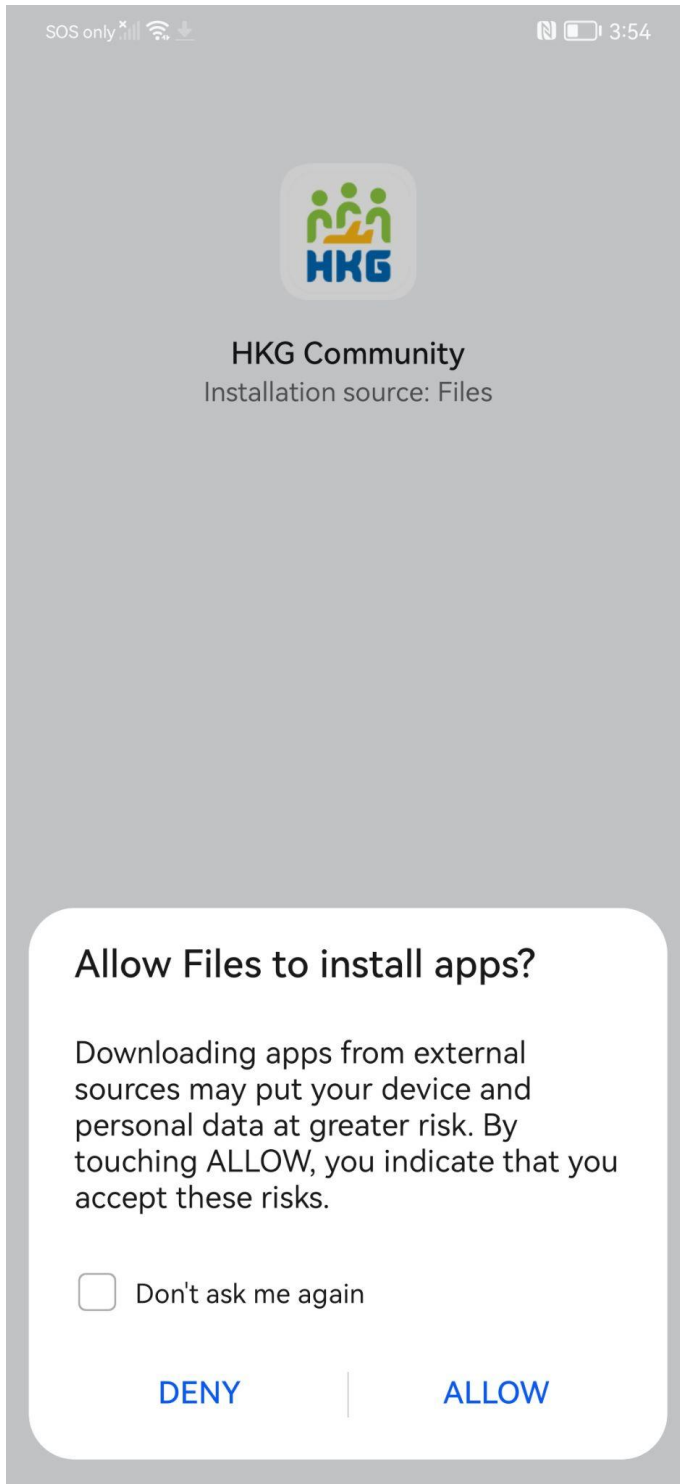 SOS only
3:54
HKG
HKG Community
Installation source: Files
Allow Files to install apps?
Downloading apps from external
sources may put your device and
personal data at greater risk. By
touching ALLOW, you indicate that you
accept these risks.
Don't ask me again
DENY
ALLOW